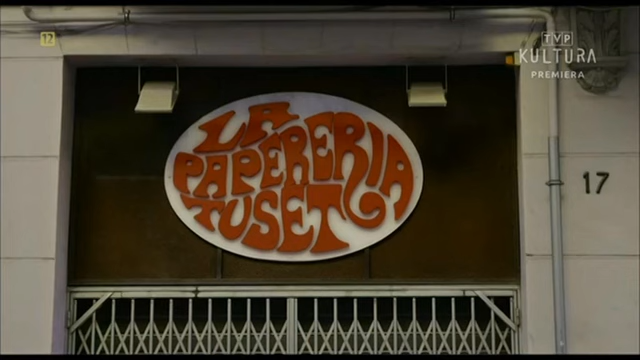 12
TVP
KULTURA
PREMIERA
LA
PAPERERIA
TUSET
17